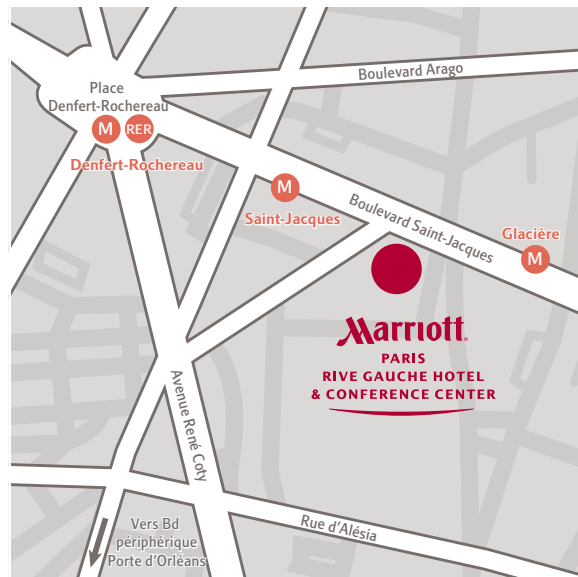 Boulevard Arago
Place
Denfert-Rochereau
M
RER
Denfert-Rochereau
M
Saint-Jacques
Boulevard Saint-Jacques
Glacière
M
Marriott
PARIS
RIVE GAUCHE HOTEL
& CONFERENCE CENTER
Avenue René Coty
Rue d'Alésia
Vers Bd
périphérique
Porte d'Orléans